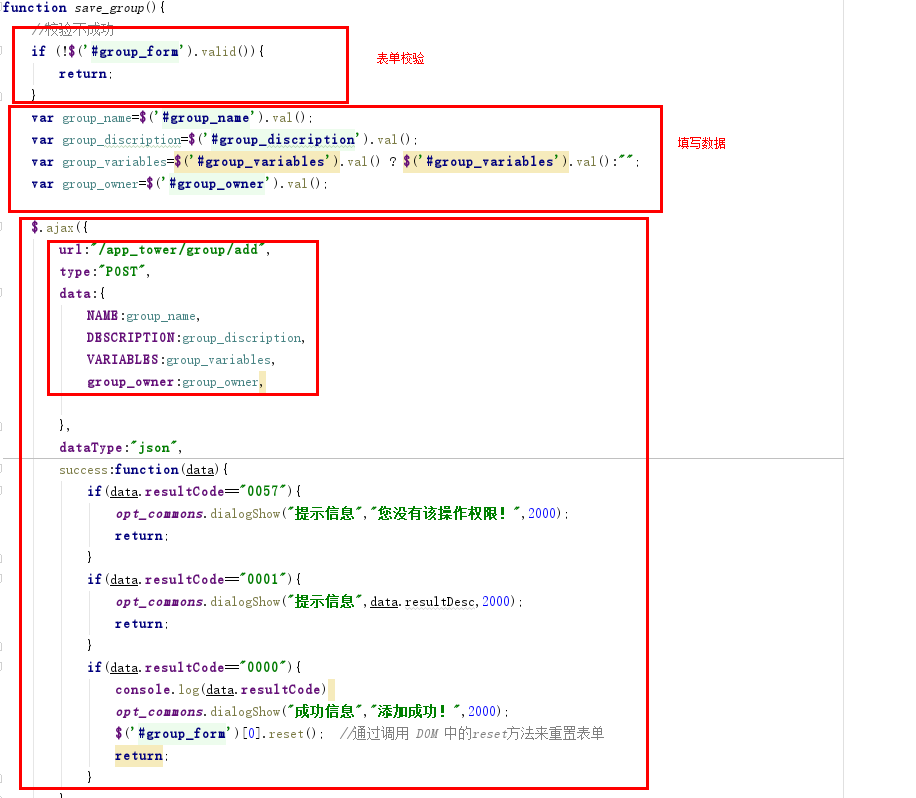 function save_group(){
//校验不成功
if (!$('#group_form').valid()){
表单校验
return;
}
var group_name=$('#group_name').val();
var group_discription=$('#group_discription').val();
填写数据
var group_variables=$('#group_variables').val() ? $('#group_variables').val():"";
var group_owner=$('#group_owner').val();
$.ajax({
url:"/app_tower/group/add",
type:"POST",
data:{
NAME:group_name,
DESCRIPTION:group_discription,
VARIABLES:group_variables,
group_owner:group_owner,
},
dataType:"json",
success:function(data){
if(data.resultCode=="0057"){
opt_commons.dialogShow("提示信息","您没有该操作权限！",2000);
return;
}
if(data.resultCode=="0001"){
opt_commons.dialogShow("提示信息",data.resultDesc,2000);
return;
}
if(data.resultCode=="0000"){
console.log(data.resultCode)
opt_commons.dialogShow("成功信息","添加成功！",2000);
$('#group_form')[0].reset(); //通过调用 DOM 中的reset方法来重置表单
return;
}